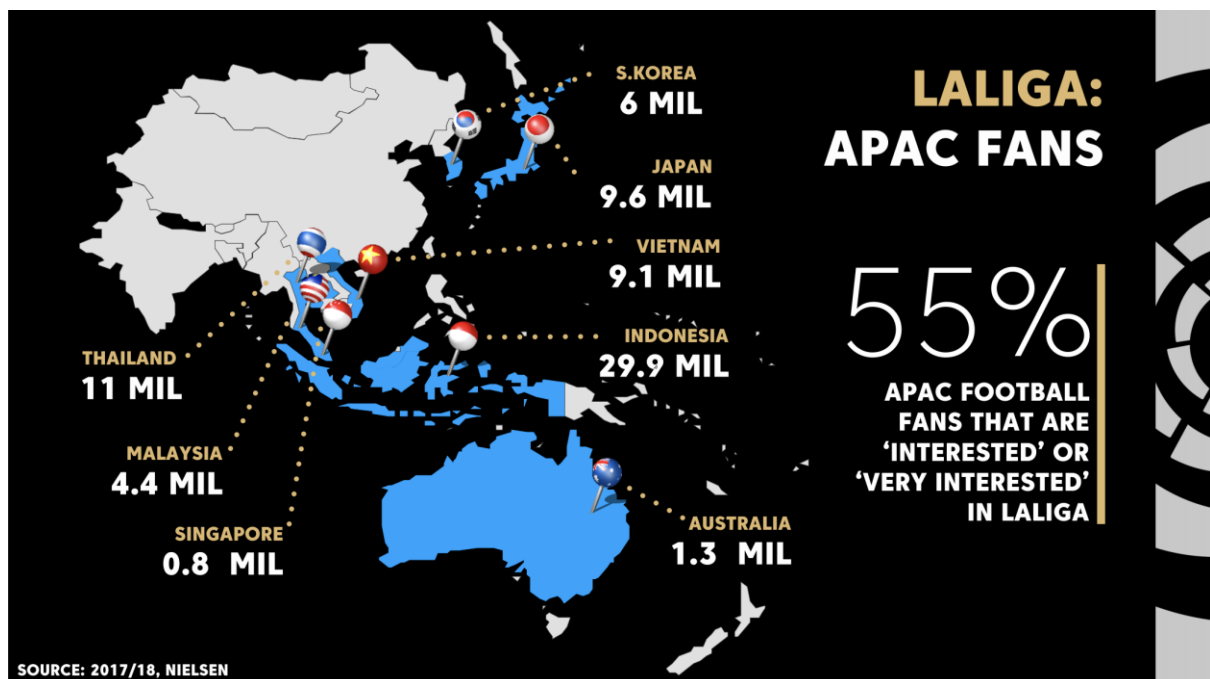 LALIGA:
APAC FANS
S.KOREA
6 MIL
JAPAN
9.6 MIL
VIETNAM
9.1 MIL
INDONESIA
29.9 MIL
THAILAND
11 MIL
MALAYSIA
4.4 MIL
SINGAPORE
0.8 MIL
AUSTRALIA
1.3 MIL
55%
APAC FOOTBALL
FANS THAT ARE
‘INTERESTED’ OR
‘VERY INTERESTED’
IN LALIGA
SOURCE: 2017/18, NIELSEN